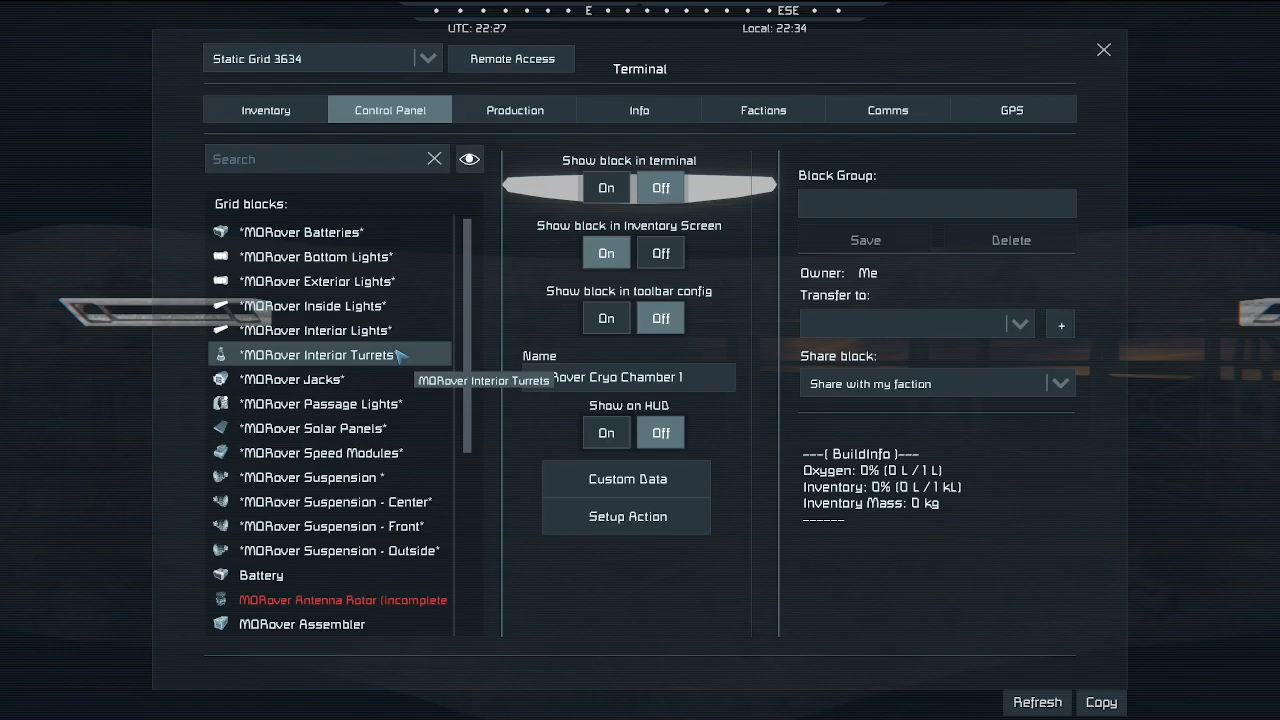 E ESE
UTC: 22:27 Local: 22:34
Static Grid 3634
Remote Access
Terminal
Inventory Control Panel Production Info Factions Comms GPS
Search
Grid blocks:
*MORover Batteries*
*MORover Bottom Lights*
*MORover Exterior Lights*
*MORover Inside Lights*
*MORover Interior Lights*
*MORover Interior Turrets
MORover Interior Turrets
*MORover Jacks*
*MORover Passage Lights*
*MORover Solar Panels*
*MORover Speed Modules*
*MORover Suspension *
*MORover Suspension - Center*
*MORover Suspension - Front*
*MORover Suspension - Outside*
Battery
MORover Antenna Rotor (Incomplete
MORover Assembler
Show block in terminal
On Off
Show block in Inventory Screen
On Off
Show block in toolbar config
On Off
Name
Rover Cryo Chamber 1
Show on HUD
On Off
Custom Data
Setup Action
Block Group:
Save Delete
Owner: Me
Transfer to:
+
Share block:
Share with my faction
---( BuildInfo )---
Oxygen: 0% (0 L / 1 L)
Inventory: 0% (0 L / 1 kL)
Inventory Mass: 0 kg
------
Refresh Copy